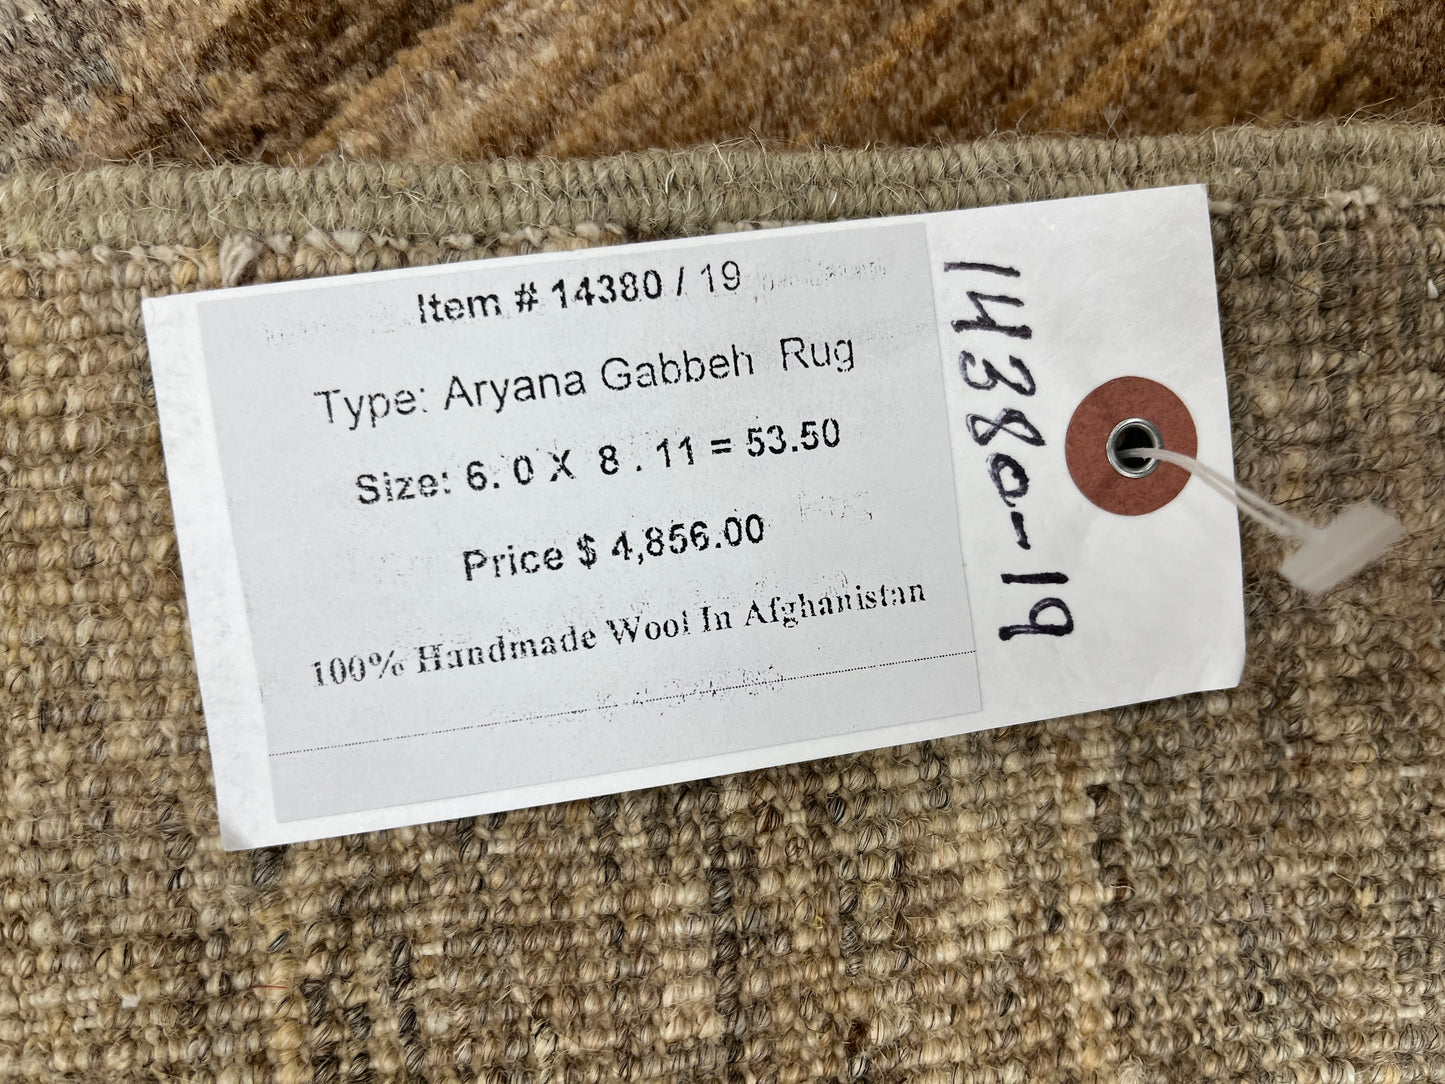 Item # 14380 / 19
Type: Aryana Gabbeh Rug
Size: 6. 0 X 8 . 11 = 53.50
Price $ 4,856.00
100% Handmade Wool In Afghanistan
14380-19